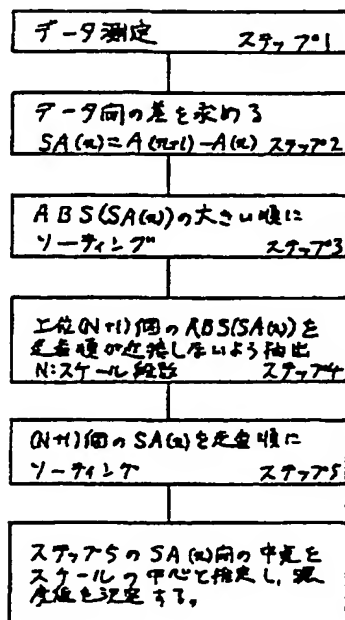 データ測定 ステップ1
データ間の差を求める
SA(n)=A(n+1)-A(n) ステップ2
ABS(SA(n))の大きい順に
ソーティング ステップ3
上位(N+1)個のABS(SA(n))を
走査順が近接しないよう抽出
N:スケール総数 ステップ4
(N+1)個のSA(n)を走査順に
ソーティング ステップ5
ステップ5のSA(n)間の中点を
スケールの中心と推定し、濃
度値を決定する。